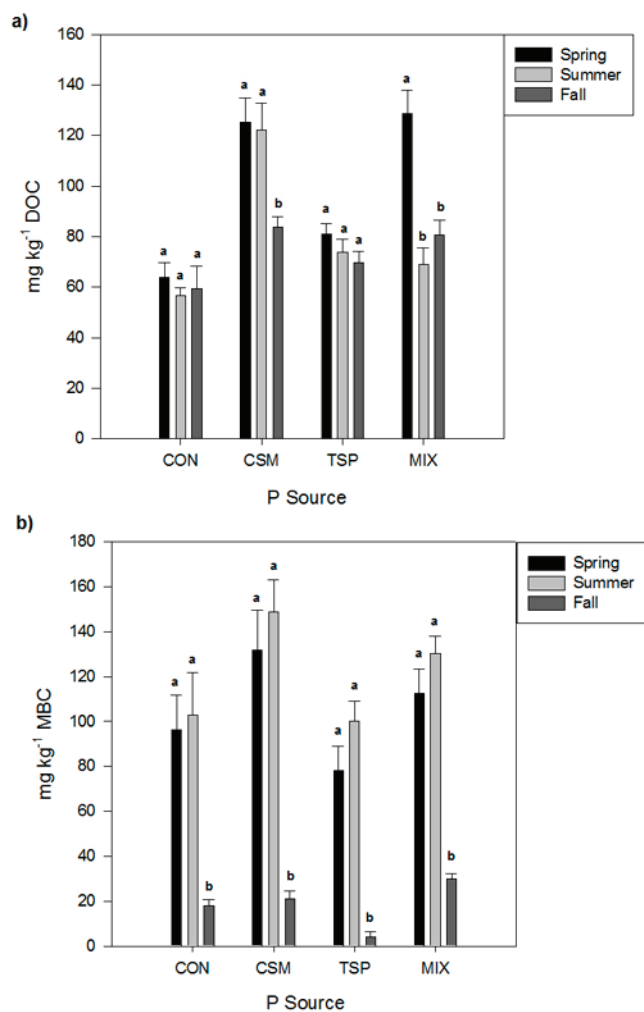 a)
160
140
120
100
80
60
40
20
0
mg kg⁻¹ DOC
Spring
Summer
Fall
a
a
a
a
a
b
a
a
a
a
b
b
CON CSM TSP MIX
P Source
b)
180
160
140
120
100
80
60
40
20
0
mg kg⁻¹ MBC
Spring
Summer
Fall
a
a
b
a
a
b
a
a
b
a
a
b
CON CSM TSP MIX
P Source